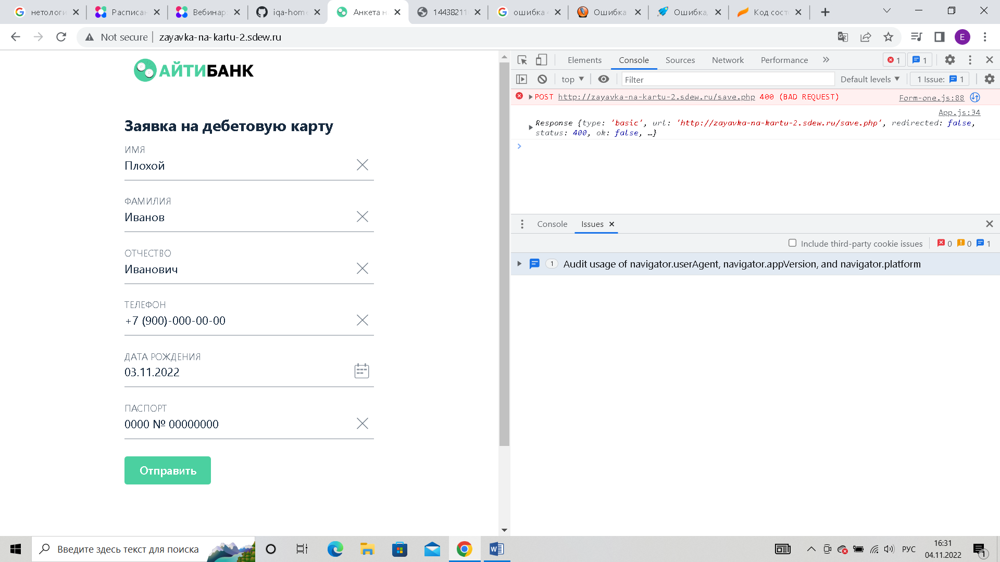 нетологи
Расписан
Вебинар
iqa-home
Анкета н
144382110
ошибка
Ошибка
Ошибка,
Код сост
Not secure
zayavka-na-kartu-2.sdew.ru
E
АЙТИБАНК
Заявка на дебетовую карту
ИМЯ
Плохой
ФАМИЛИЯ
Иванов
ОТЧЕСТВО
Иванович
ТЕЛЕФОН
+7 (900)-000-00-00
ДАТА РОЖДЕНИЯ
03.11.2022
ПАСПОРТ
0000 № 00000000
Отправить
Elements Console Sources Network Performance 1 1
top Filter Default levels 1 Issue: 1
POST http://zayavka-na-kartu-2.sdew.ru/save.php 400 (BAD REQUEST) Form-one.js:88
App.js:34
Response {type: 'basic', url: 'http://zayavka-na-kartu-2.sdew.ru/save.php', redirected: false,
status: 400, ok: false, …}
Console Issues
Include third-party cookie issues 0 0 1
1 Audit usage of navigator.userAgent, navigator.appVersion, and navigator.platform
Введите здесь текст для поиска
РУС
16:31
04.11.2022
1